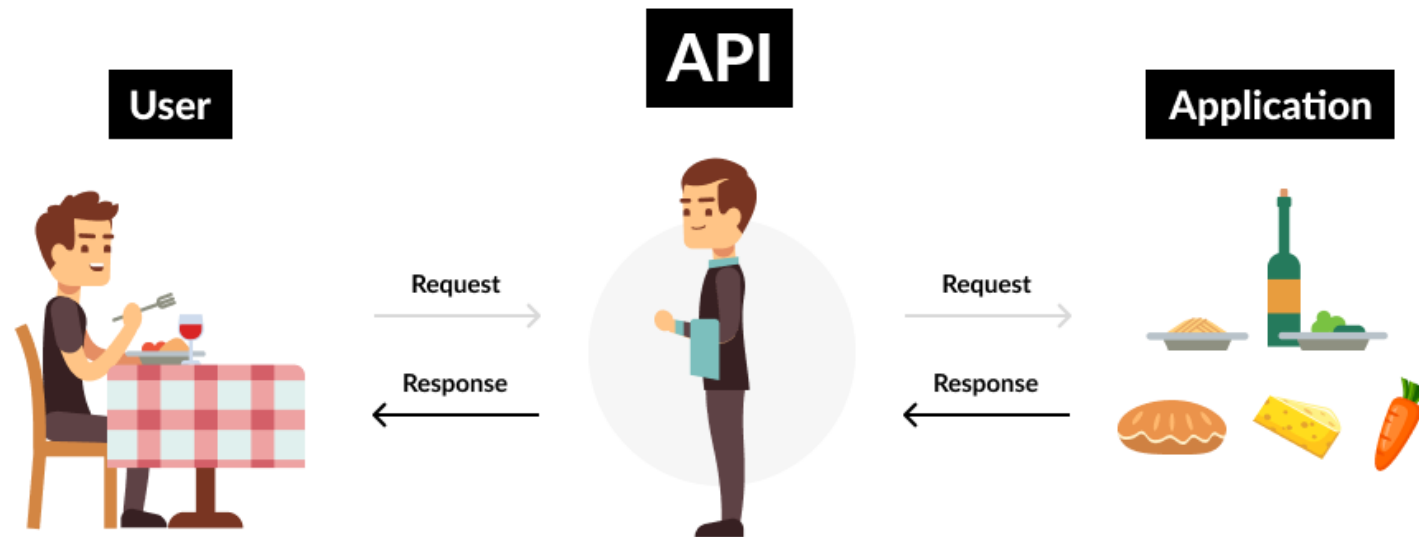 User
API
Application
Request
Request
Response
Response